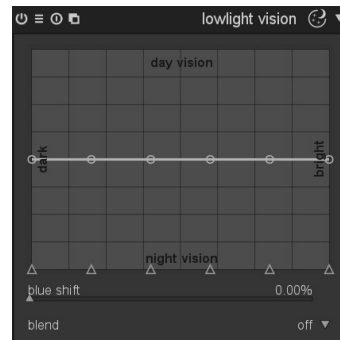 lowlight vision
day vision
dark
bright
night vision
blue shift 0.00%
blend off